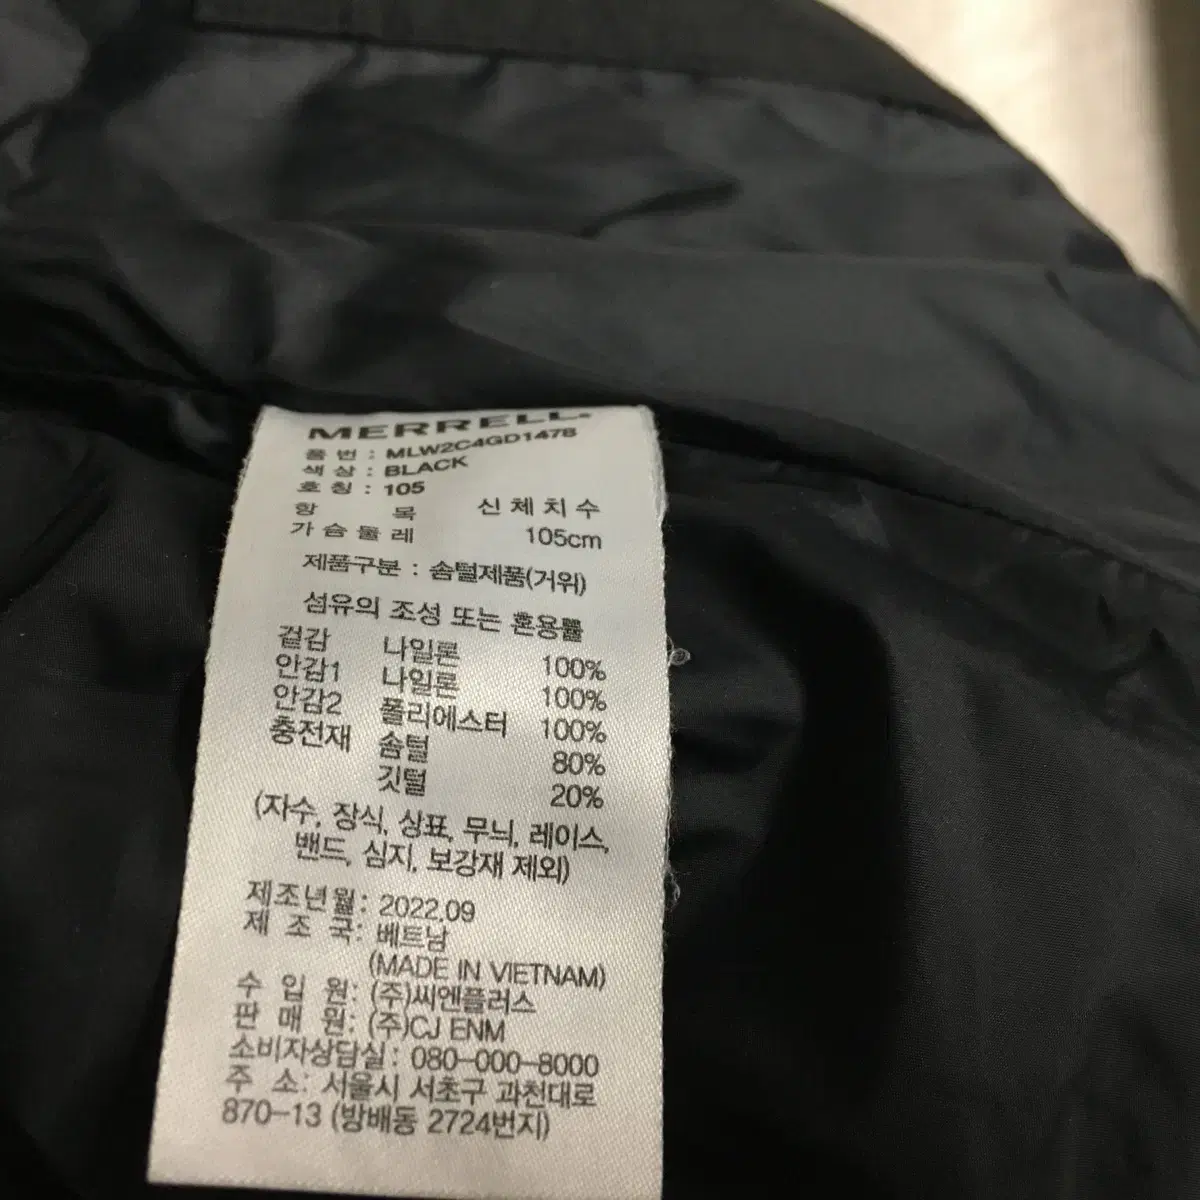 MERRELL
품 번 : MLW2C4GD1478
색 상 : BLACK
호 칭 : 105
항 목 신 체 치 수
가 슴 둘 레 105cm
제품구분 : 솜털제품(거위)
섬유의 조성 또는 혼용률
겉감 나일론 100%
안감1 나일론 100%
안감2 폴리에스터 100%
충전재 솜털 80%
깃털 20%
(자수, 장식, 상표, 무늬, 레이스,
밴드, 심지, 보강재 제외)
제조년월: 2022.09
제 조 국: 베트남
(MADE IN VIETNAM)
수 입 원: (주)씨엔플러스
판 매 원: (주)CJ ENM
소비자상담실: 080-000-8000
주 소: 서울시 서초구 과천대로
870-13 (방배동 2724번지)